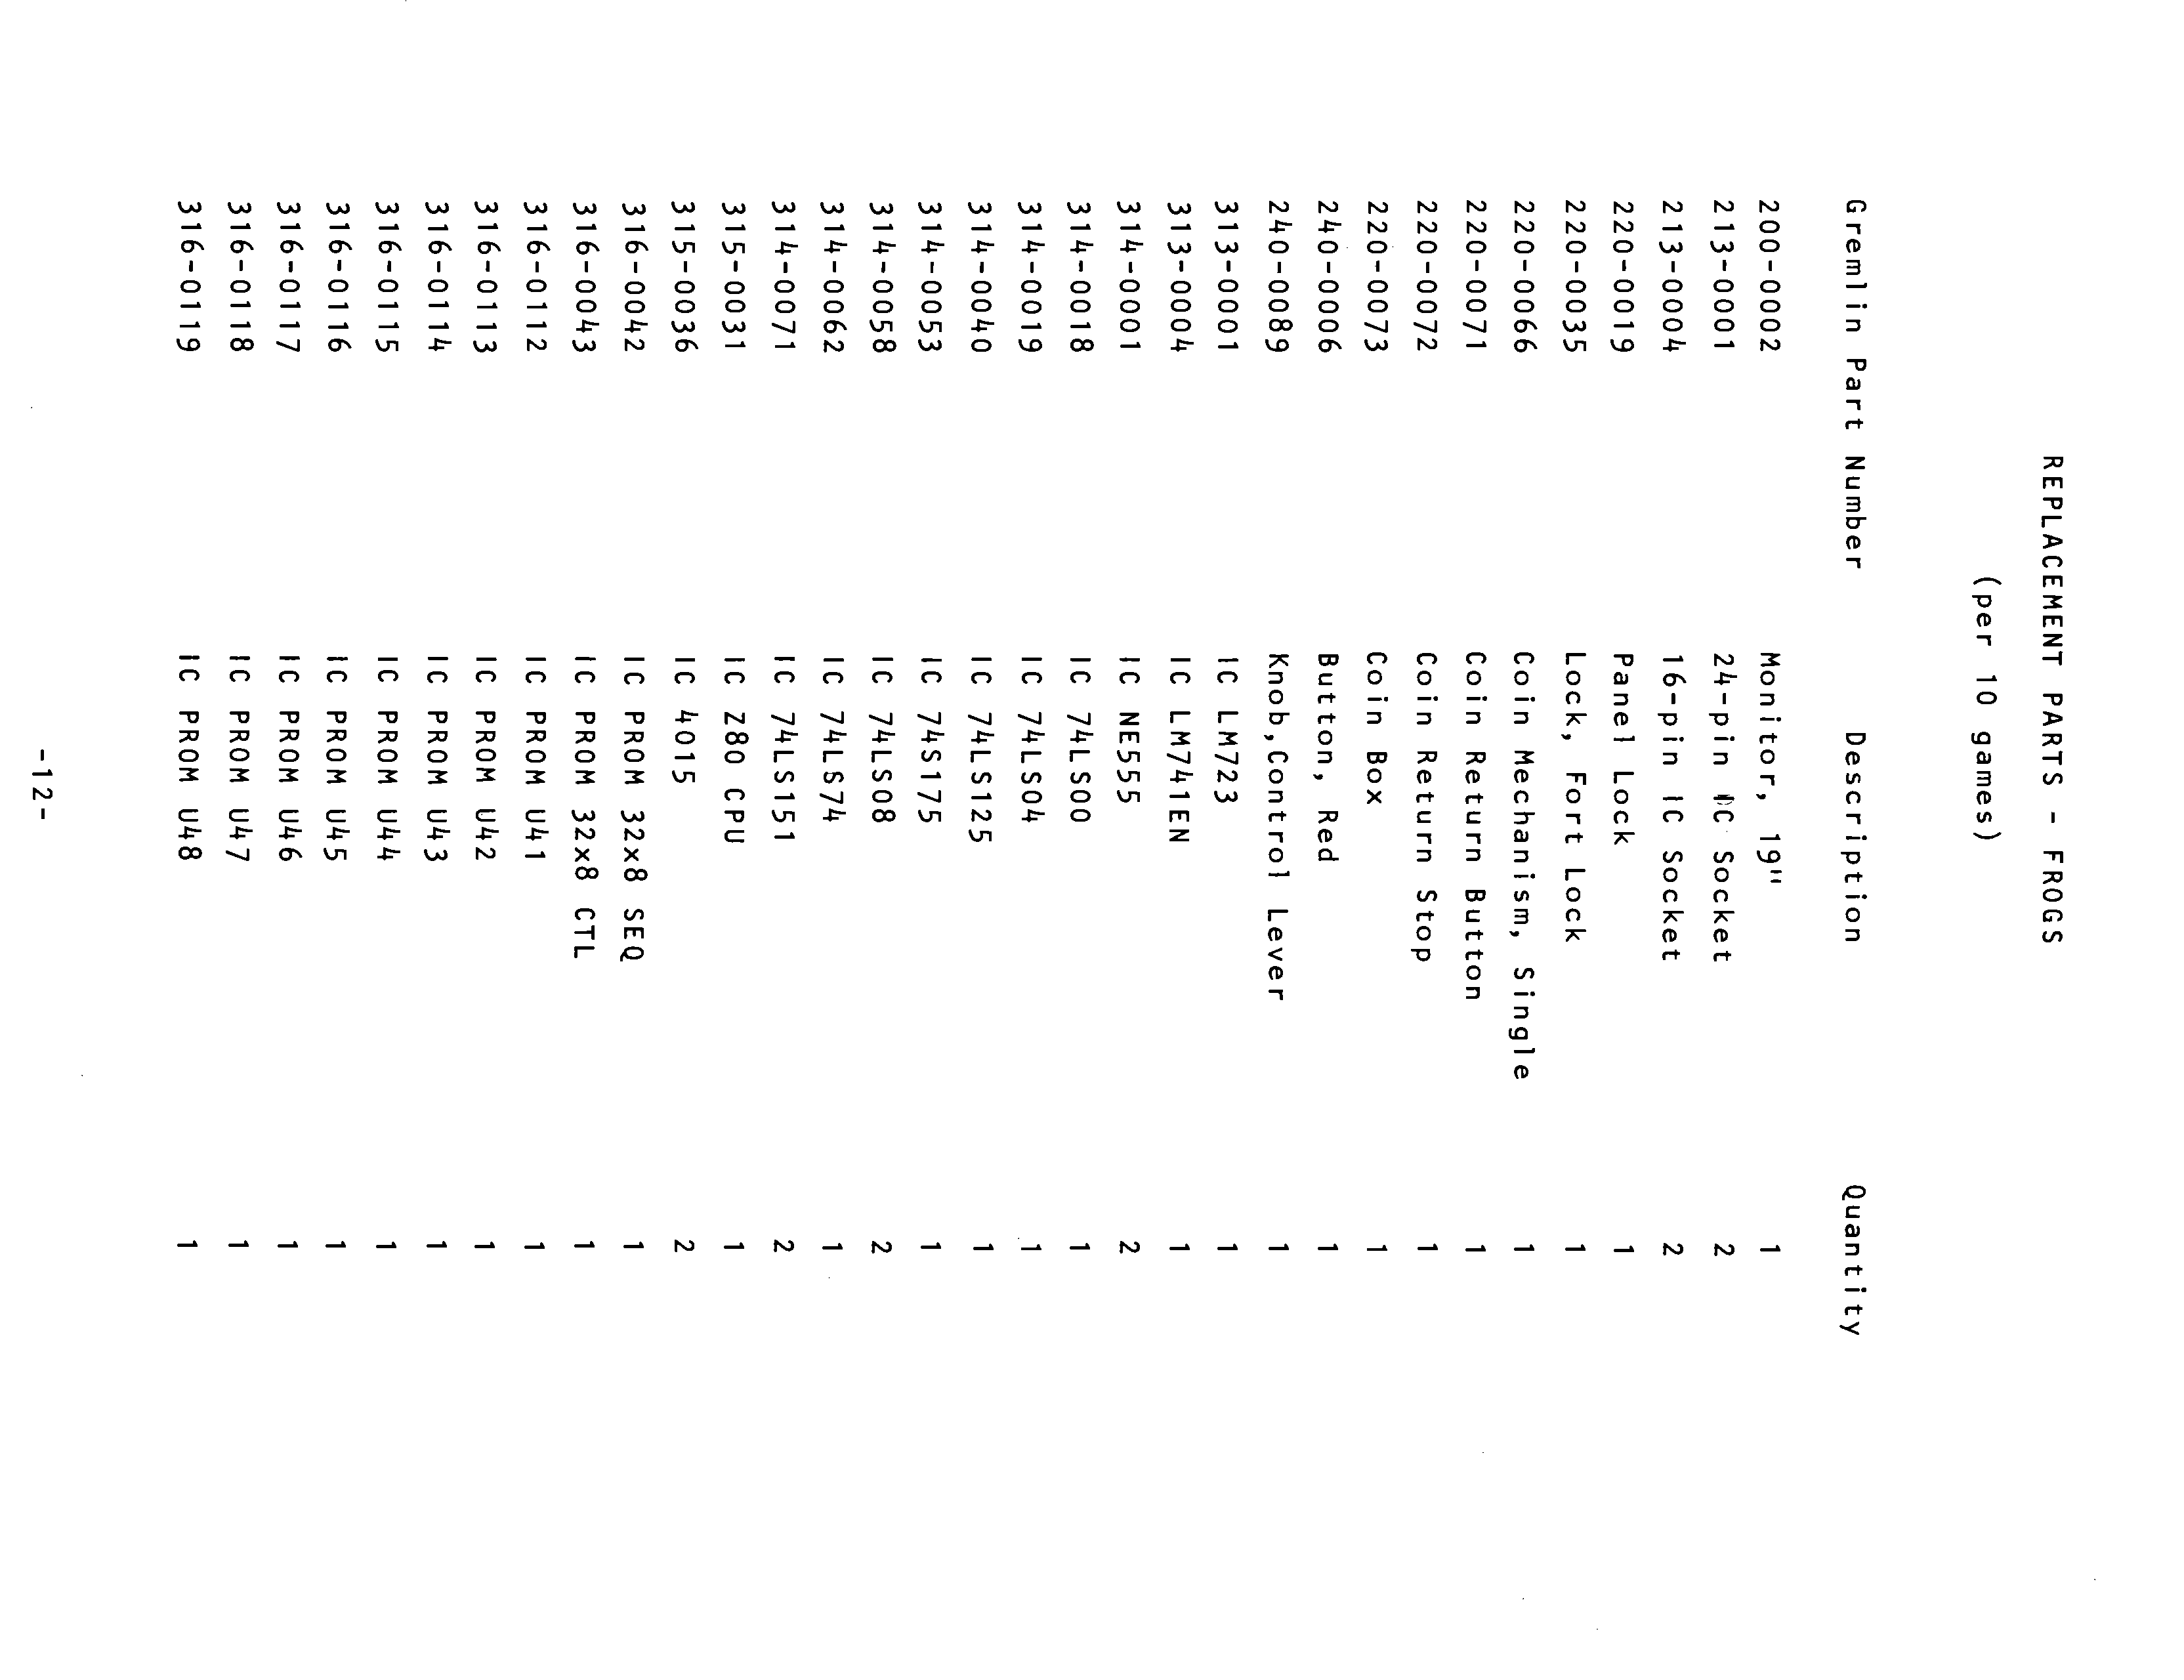 REPLACEMENT PARTS - FROGS
(per 10 games)
Gremlin Part Number Description Quantity
200-0002 Monitor, 19" 1
213-0001 24-pin IC Socket 2
213-0004 16-pin IC Socket 2
220-0019 Panel Lock 1
220-0035 Lock, Fort Lock 1
220-0066 Coin Mechanism, Single 1
220-0071 Coin Return Button 1
220-0072 Coin Return Stop 1
220-0073 Coin Box 1
240-0006 Button, Red 1
240-0089 Knob,Control Lever 1
313-0001 IC LM723 1
313-0004 IC LM741EN 1
314-0001 IC NE555 2
314-0018 IC 74LS00 1
314-0019 IC 74LS04 1
314-0040 IC 74LS125 1
314-0053 IC 74S175 1
314-0058 IC 74LS08 2
314-0062 IC 74LS74 1
314-0071 IC 74LS151 2
315-0031 IC Z80 CPU 1
315-0036 IC 4015 2
316-0042 IC PROM 32x8 SEQ 1
316-0043 IC PROM 32x8 CTL 1
316-0112 IC PROM U41 1
316-0113 IC PROM U42 1
316-0114 IC PROM U43 1
316-0115 IC PROM U44 1
316-0116 IC PROM U45 1
316-0117 IC PROM U46 1
316-0118 IC PROM U47 1
316-0119 IC PROM U48 1
-12-